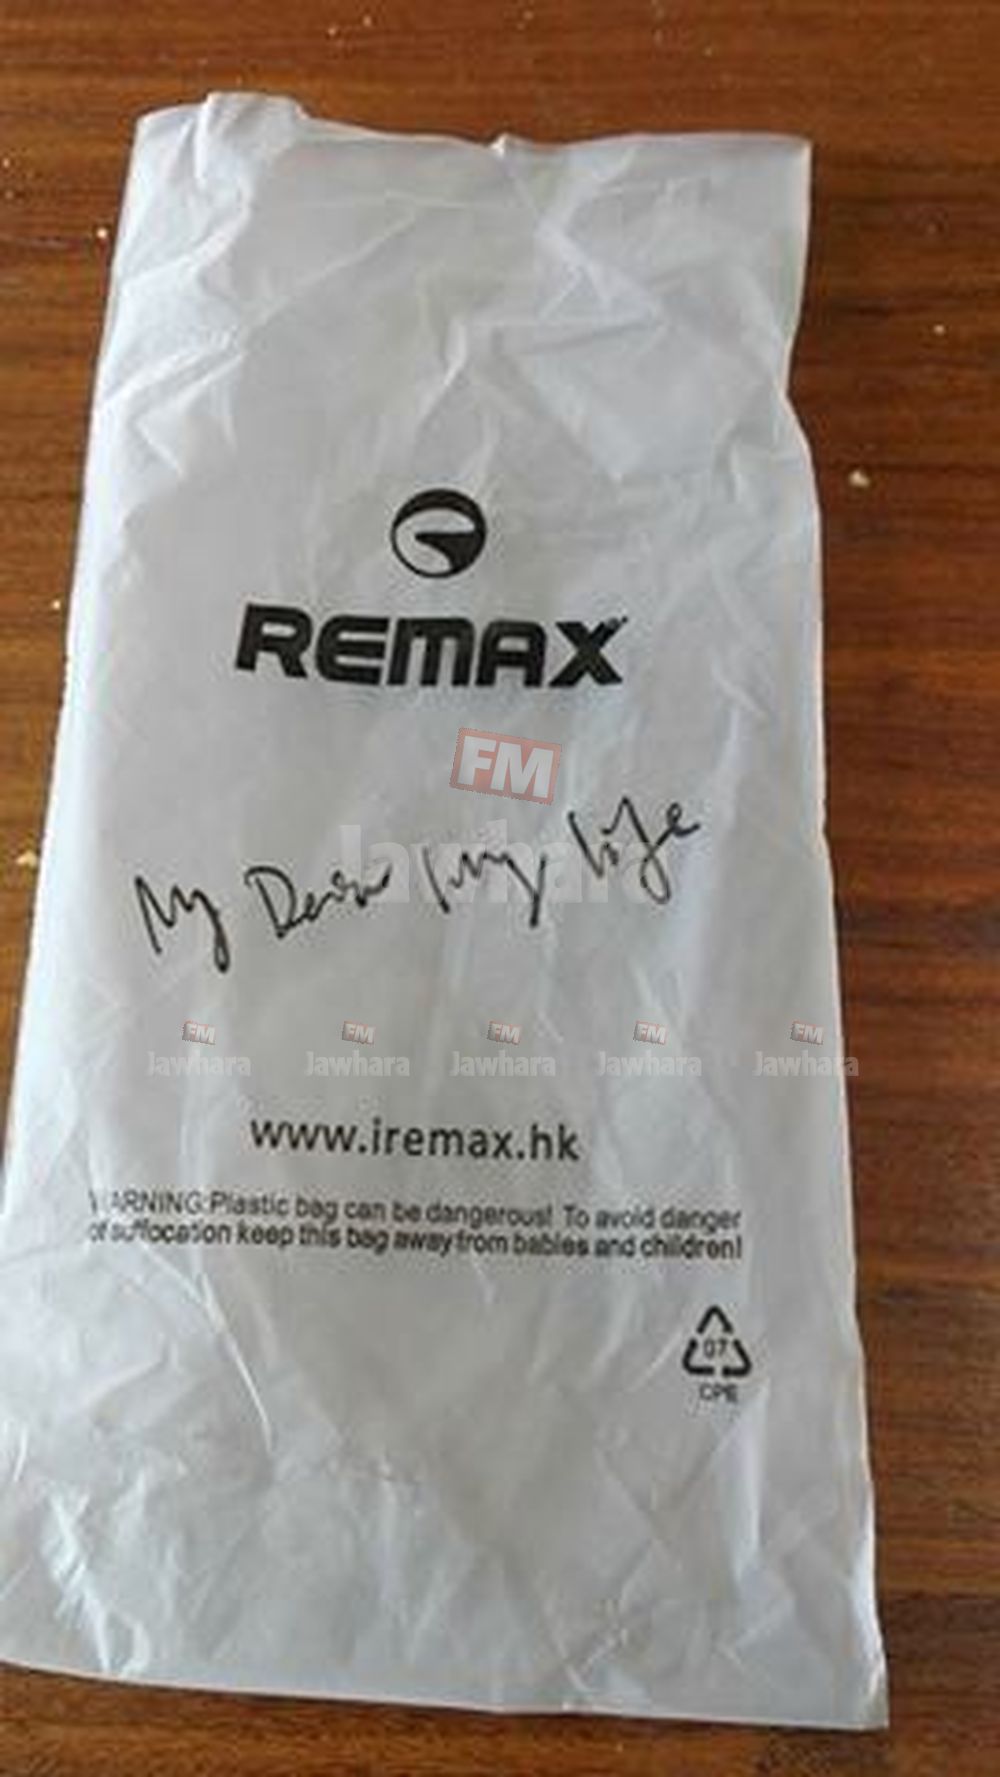 REMAX
FM
Jawhara
My my life
FM FM FM FM FM
Jawhara Jawhara Jawhara Jawhara Jawhara
www.iremax.hk
WARNING:Plastic bag can be dangerous! To avoid danger
of suffocation keep this bag away from babies and children!
07
CPE